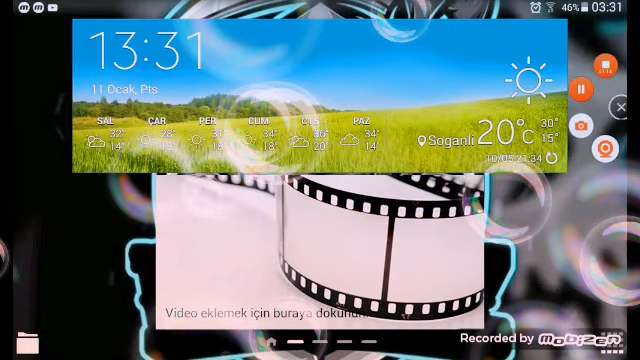 46% 03:31
13:31
11 Ocak, Pts
SAL ÇAR PER CUM CTS PAZ
32° 28° 31° 34° 36° 34°
14° 18° 20° 14°
Soganli 20°C 30° 15°
10/05 21:34
Video eklemek için buraya dokunun.
Recorded by Mobizen